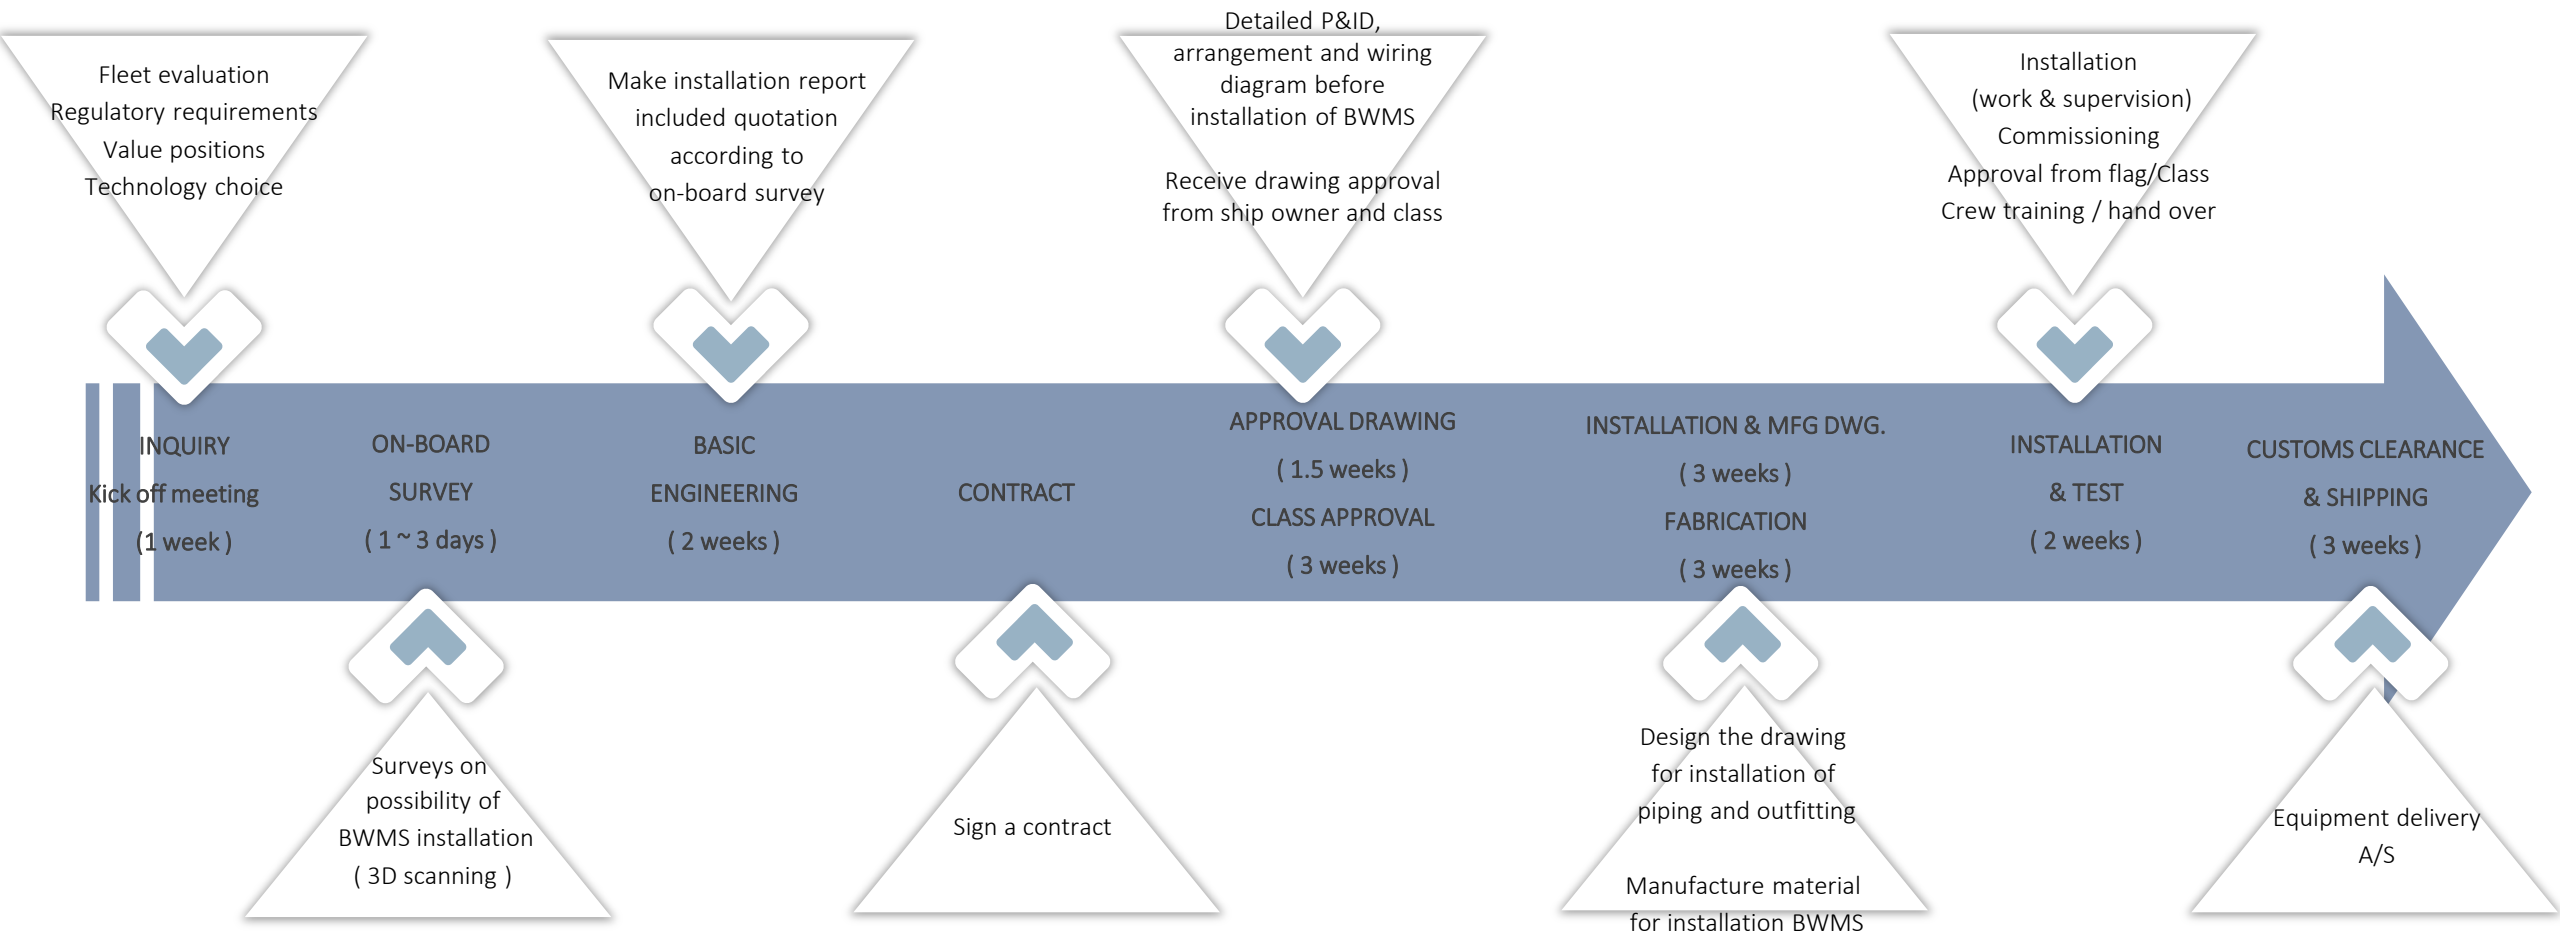 Fleet evaluation
Regulatory requirements
Value positions
Technology choice
Make installation report
included quotation
according to
on-board survey
Detailed P&ID,
arrangement and wiring
diagram before
installation of BWMS
Receive drawing approval
from ship owner and class
Installation
(work & supervision)
Commissioning
Approval from flag/Class
Crew training / hand over
INQUIRY
Kick off meeting
(1 week )
ON-BOARD
SURVEY
( 1 ~ 3 days )
BASIC
ENGINEERING
( 2 weeks )
CONTRACT
APPROVAL DRAWING
( 1.5 weeks )
CLASS APPROVAL
( 3 weeks )
INSTALLATION & MFG DWG.
( 3 weeks )
FABRICATION
( 3 weeks )
INSTALLATION
& TEST
( 2 weeks )
CUSTOMS CLEARANCE
& SHIPPING
( 3 weeks )
Surveys on
possibility of
BWMS installation
( 3D scanning )
Sign a contract
Design the drawing
for installation of
piping and outfitting
Manufacture material
for installation BWMS
Equipment delivery
A/S